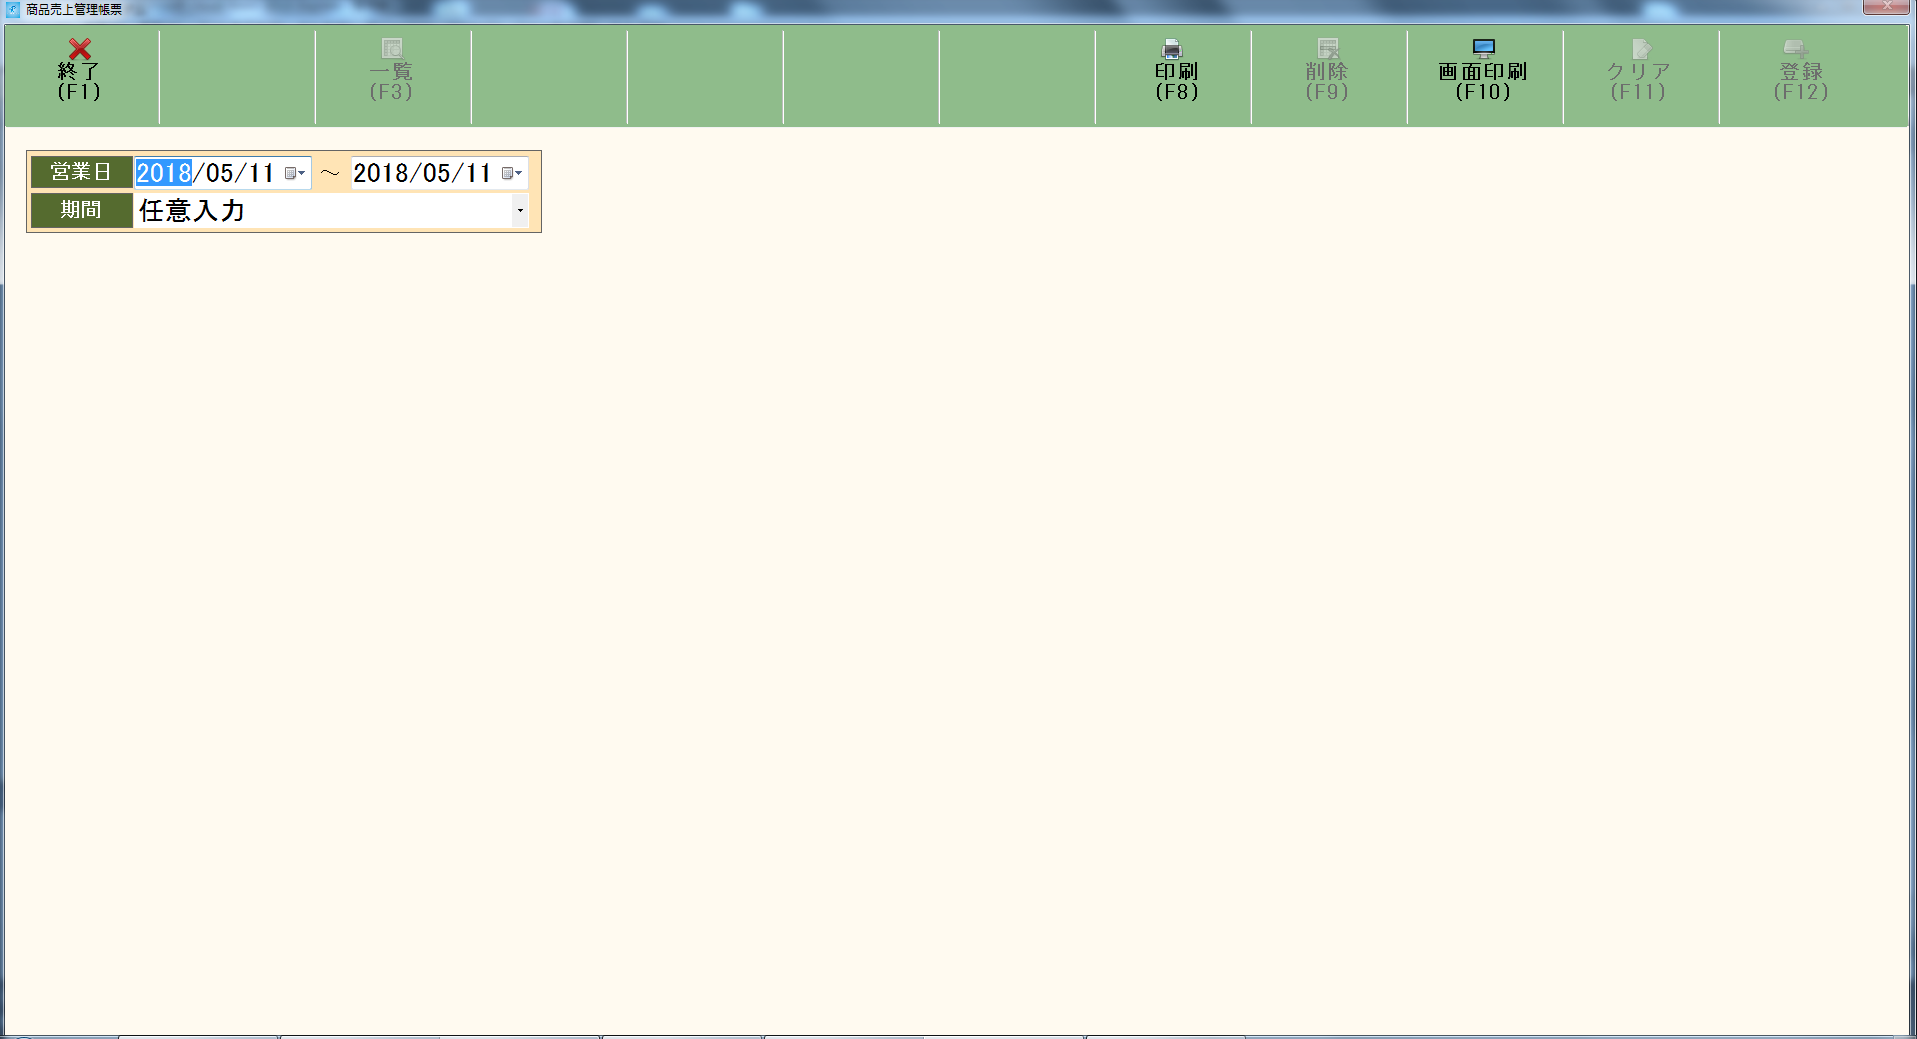 商品売上管理帳票
終了
(F1)
一覧
(F3)
印刷
(F8)
削除
(F9)
画面印刷
(F10)
クリア
(F11)
登録
(F12)
営業日 2018/05/11 ～ 2018/05/11
期間 任意入力